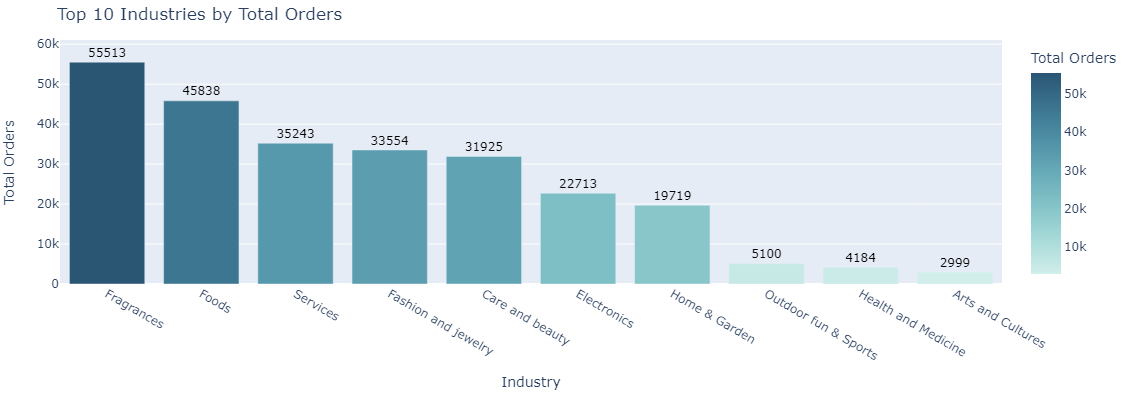 Top 10 Industries by Total Orders
Total Orders
60k
50k
40k
30k
20k
10k
0
55513
45838
35243
33554
31925
22713
19719
5100
4184
2999
Fragrances
Foods
Services
Fashion and jewelry
Care and beauty
Electronics
Home & Garden
Outdoor fun & Sports
Health and Medicine
Arts and Cultures
Industry
Total Orders
50k
40k
30k
20k
10k